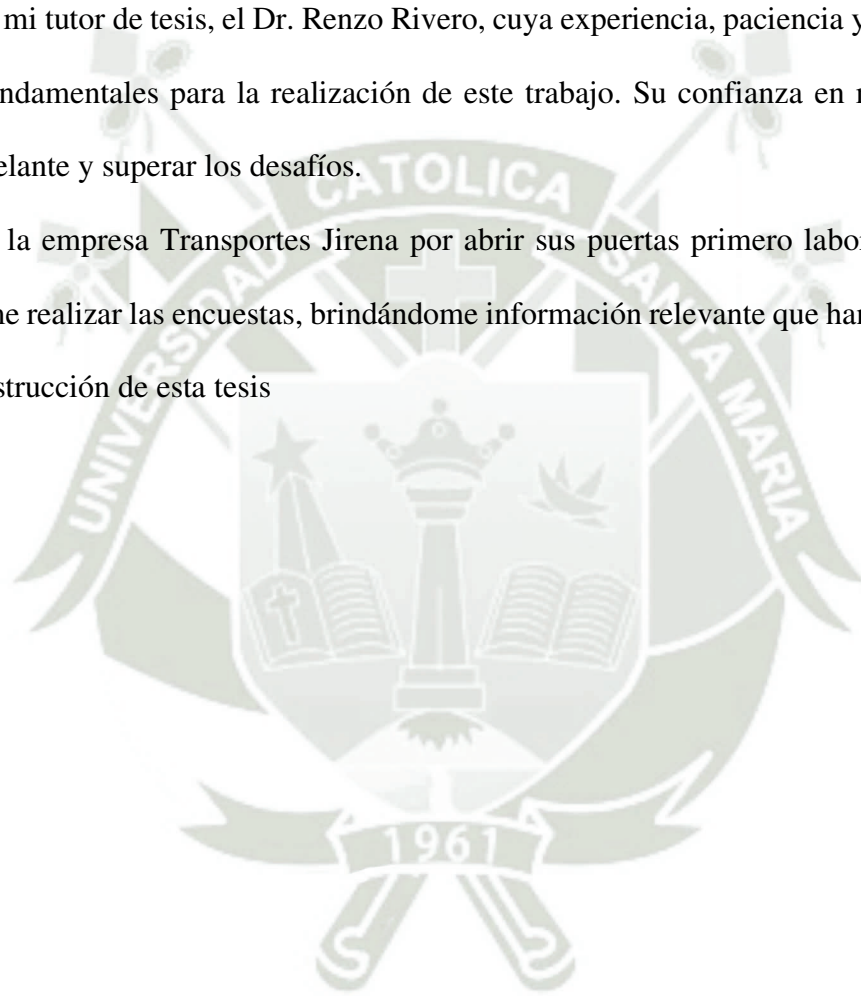 mi tutor de tesis, el Dr. Renzo Rivero, cuya experiencia, paciencia y
ndamentales para la realización de este trabajo. Su confianza en
elante y superar los desafíos.
la empresa Transportes Jirena por abrir sus puertas primero labor
ne realizar las encuestas, brindándome información relevante que han
strucción de esta tesis
UNIVERSIDAD CATOLICA SANTA MARIA
1961